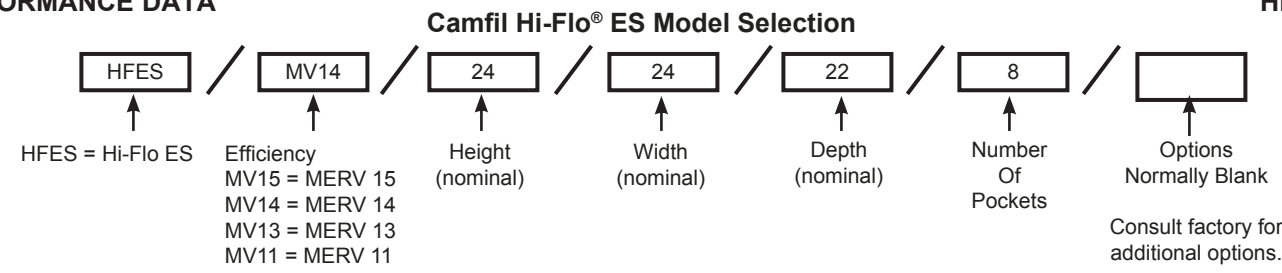 ORMANCE DATA
Camfil Hi-Flo® ES Model Selection
HFES / MV14 / 24 / 24 / 22 / 8 /
HFES = Hi-Flo ES
Efficiency
MV15 = MERV 15
MV14 = MERV 14
MV13 = MERV 13
MV11 = MERV 11
Height
(nominal)
Width
(nominal)
Depth
(nominal)
Number
Of
Pockets
Options
Normally Blank
Consult factory for
additional options.